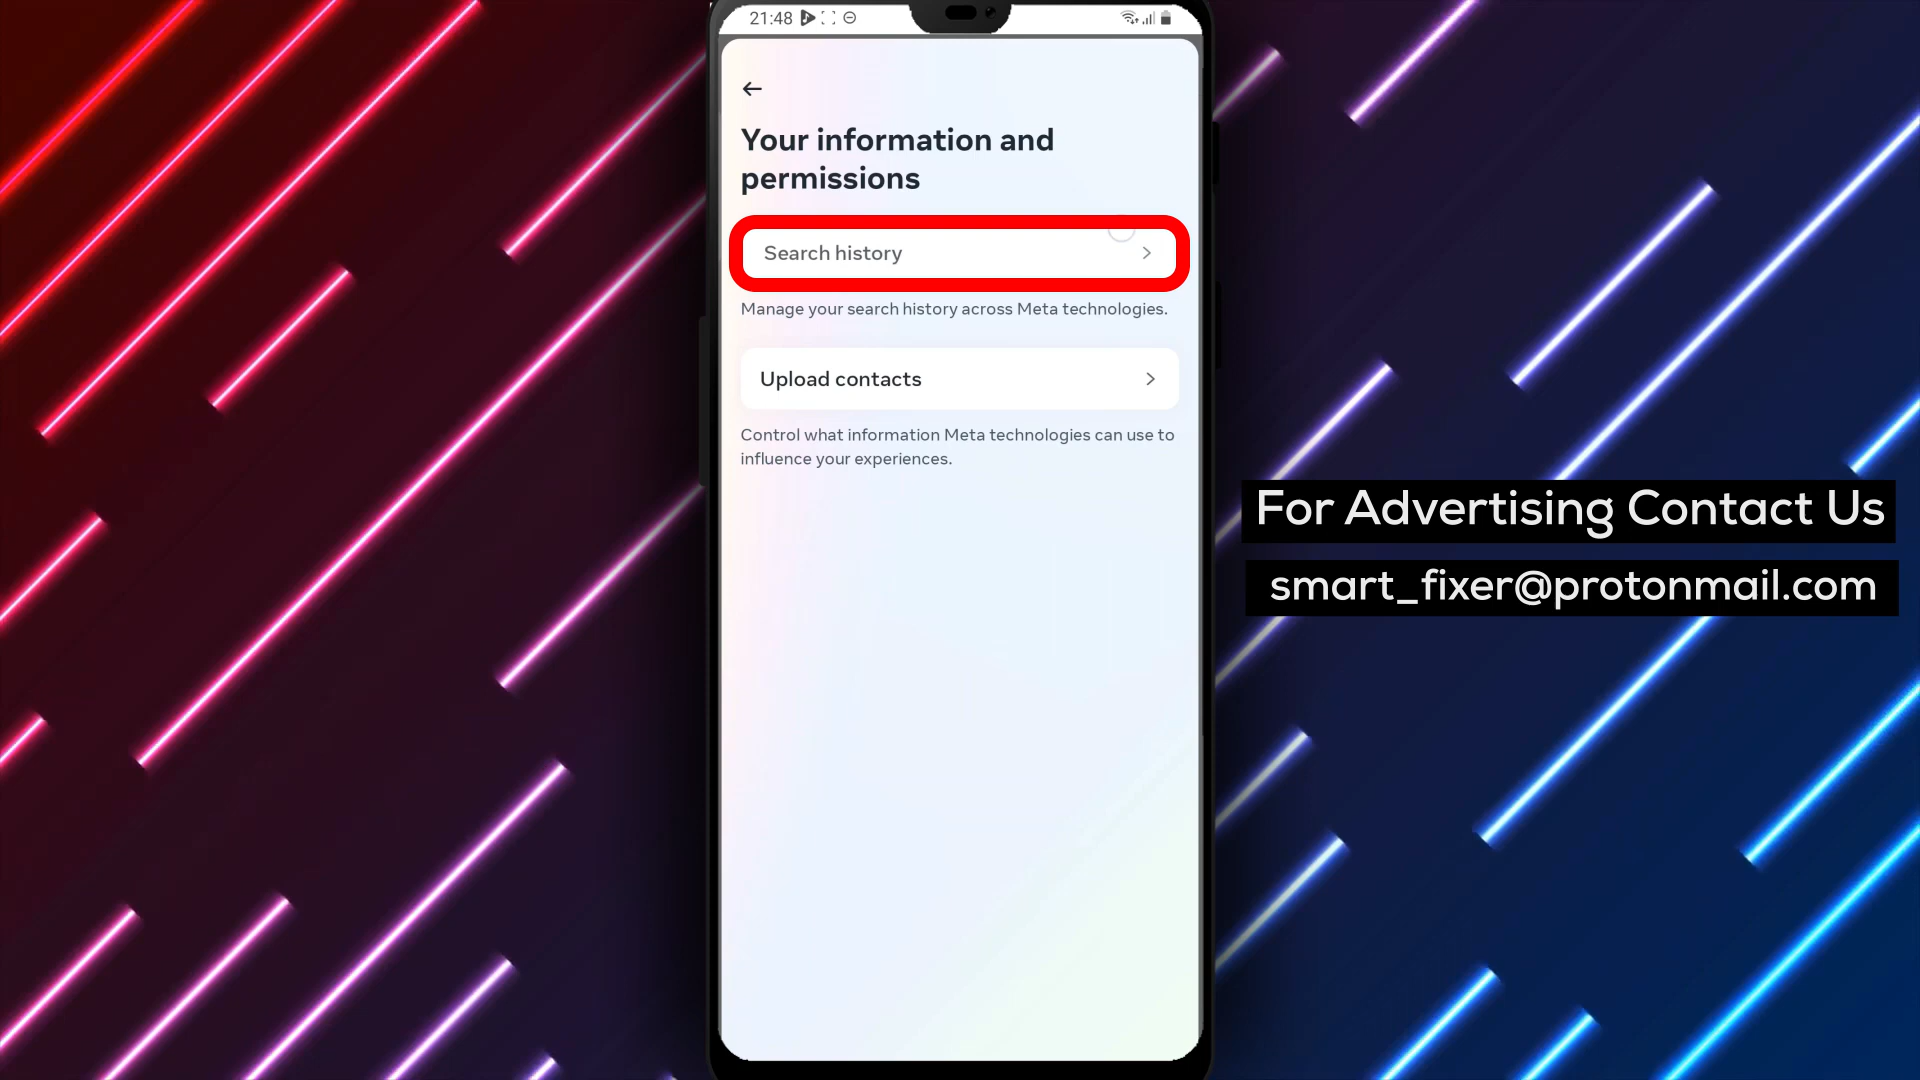 21:48
Your information and
permissions
Search history
Manage your search history across Meta technologies.
Upload contacts
Control what information Meta technologies can use to
influence your experiences.
For Advertising Contact Us
smart_fixer@protonmail.com